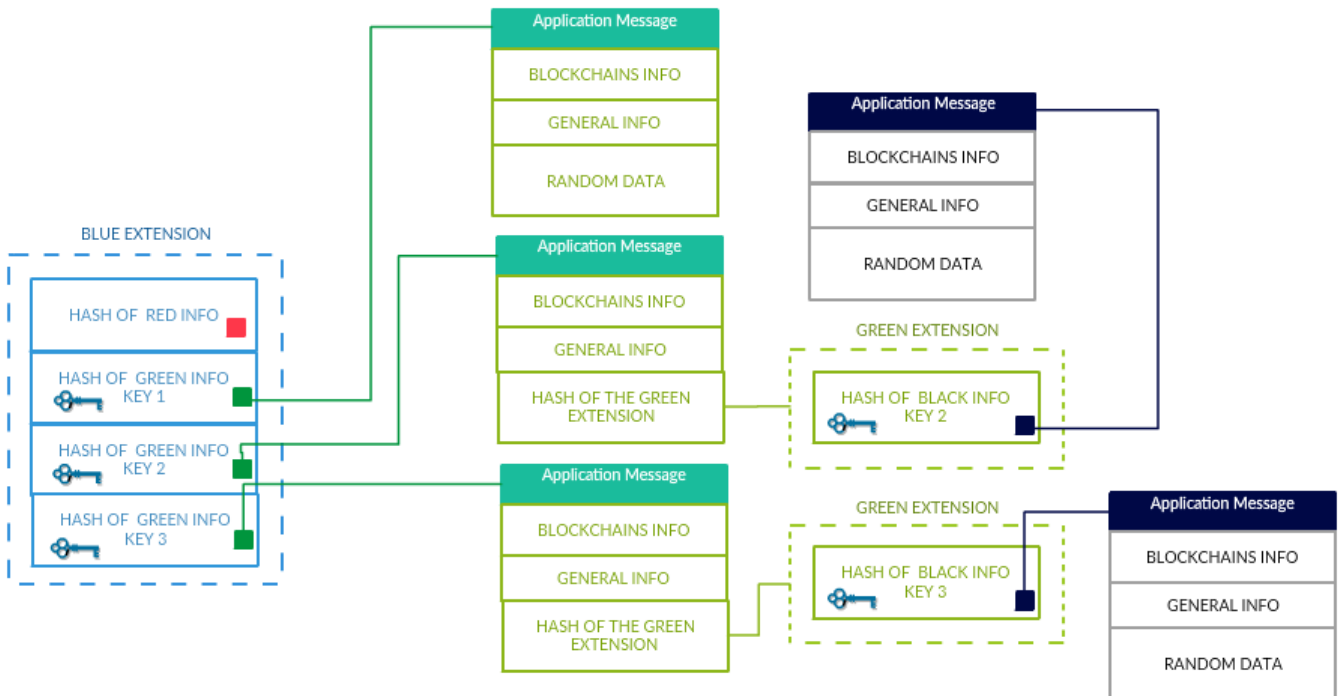 Application Message
BLOCKCHAINS INFO
GENERAL INFO
RANDOM DATA
Application Message
BLOCKCHAINS INFO
GENERAL INFO
RANDOM DATA
BLUE EXTENSION
HASH OF RED INFO
HASH OF GREEN INFO
KEY 1
HASH OF GREEN INFO
KEY 2
HASH OF GREEN INFO
KEY 3
Application Message
BLOCKCHAINS INFO
GENERAL INFO
HASH OF THE GREEN
EXTENSION
GREEN EXTENSION
HASH OF BLACK INFO
KEY 2
Application Message
BLOCKCHAINS INFO
GENERAL INFO
HASH OF THE GREEN
EXTENSION
GREEN EXTENSION
HASH OF BLACK INFO
KEY 3
Application Message
BLOCKCHAINS INFO
GENERAL INFO
RANDOM DATA